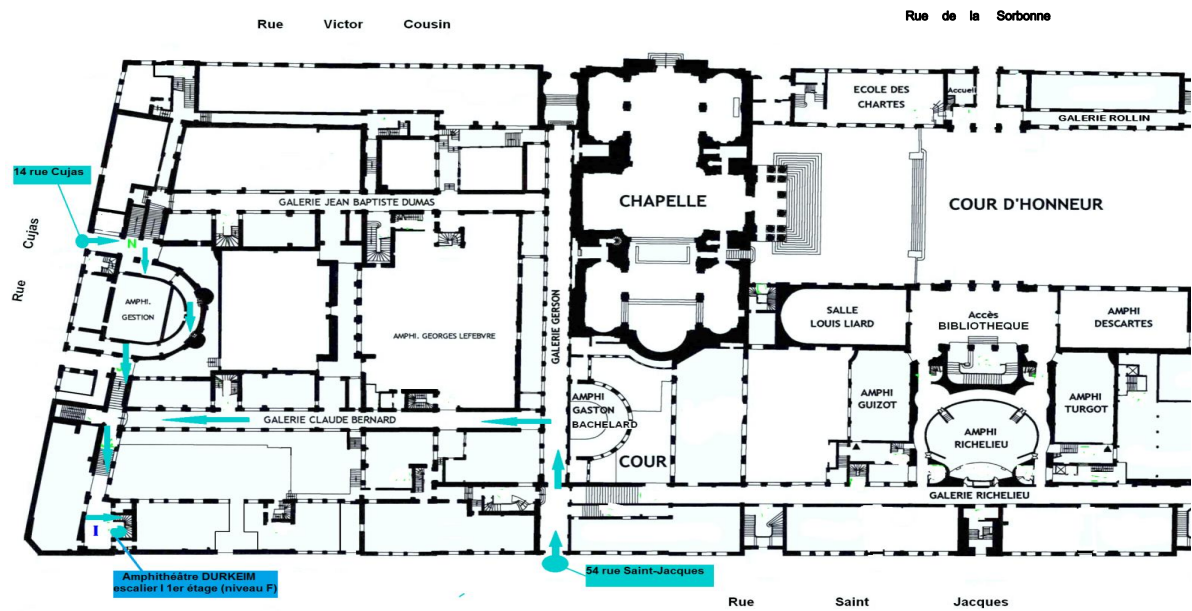 Rue Victor Cousin
Rue de la Sorbonne
ECOLE DES
CHARTES
Accueil
GALERIE ROLLIN
14 rue Cujas
Rue Cujas
N
GALERIE JEAN BAPTISTE DUMAS
CHAPELLE
COUR D'HONNEUR
AMPHI.
GESTION
AMPHI. GEORGES LEFEBVRE
GALERIE GERSON
SALLE
LOUIS LIARD
Accès
BIBLIOTHEQUE
AMPHI
DESCARTES
AMPHI
GUIZOT
AMPHI
TURGOT
AMPHI
GASTON
BACHELARD
GALERIE CLAUDE BERNARD
AMPHI
RICHELIEU
COUR
GALERIE RICHELIEU
I
Amphithéâtre DURKEIM
escalier I 1er étage (niveau F)
54 rue Saint-Jacques
Rue Saint Jacques